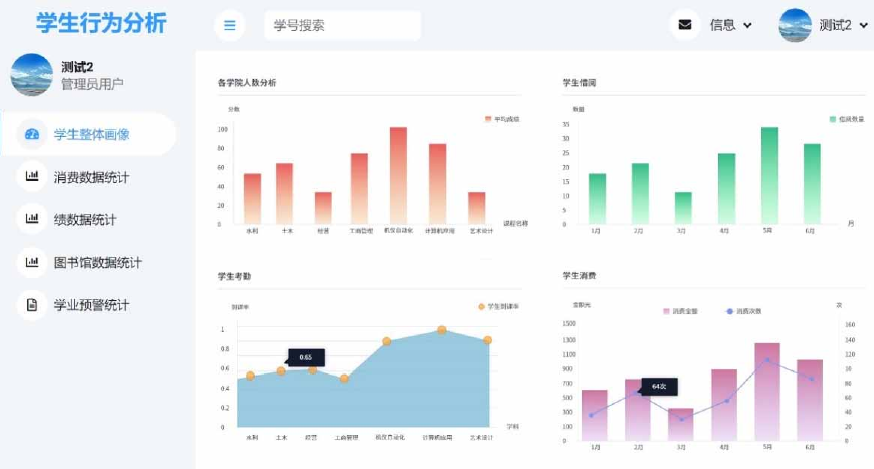 学生行为分析
学号搜索
信息
测试2
测试2
管理员用户
学生整体画像
消费数据统计
绩数据统计
图书馆数据统计
学业预警统计
各学院人数分析
分数
平均成绩
100
80
60
40
20
0
水利
土木
经管
工商管理
机仪自动化
计算机应用
艺术设计
课程名称
学生借阅
数量
借阅数量
35
30
25
20
15
10
5
0
1月
2月
3月
4月
5月
6月
月
学生考勤
到课率
学生到课率
1
0.8
0.6
0.4
0.2
0
0.65
水利
土木
经管
工商管理
机仪自动化
计算机应用
艺术设计
学科
学生消费
金额元
消费金额
消费次数
次
1500
1300
1100
900
700
500
300
100
0
64次
160
140
120
100
80
60
40
20
0
1月
2月
3月
4月
5月
6月